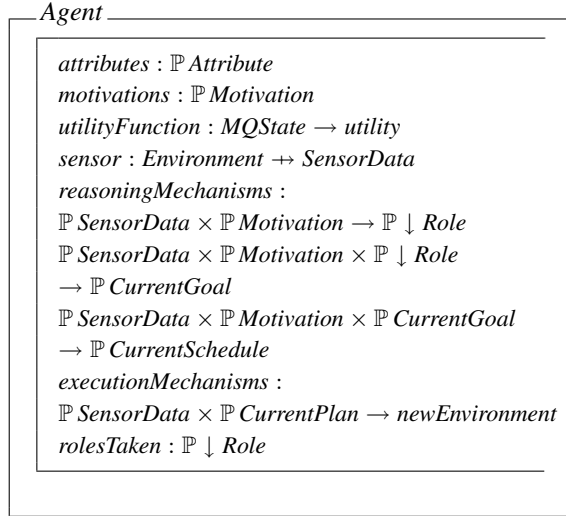 Agent
attributes : ℙ Attribute
motivations : ℙ Motivation
utilityFunction : MQState → utility
sensor : Environment ⇸ SensorData
reasoningMechanisms :
ℙ SensorData × ℙ Motivation → ℙ ↓ Role
ℙ SensorData × ℙ Motivation × ℙ ↓ Role
→ ℙ CurrentGoal
ℙ SensorData × ℙ Motivation × ℙ CurrentGoal
→ ℙ CurrentSchedule
executionMechanisms :
ℙ SensorData × ℙ CurrentPlan → newEnvironment
rolesTaken : ℙ ↓ Role